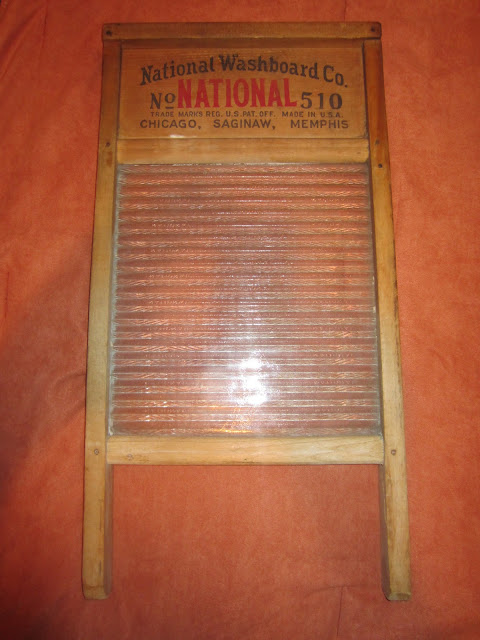 National Washboard Co.
No NATIONAL 510
TRADE MARKS REG. U.S. PAT. OFF. MADE IN U.S.A.
CHICAGO, SAGINAW, MEMPHIS